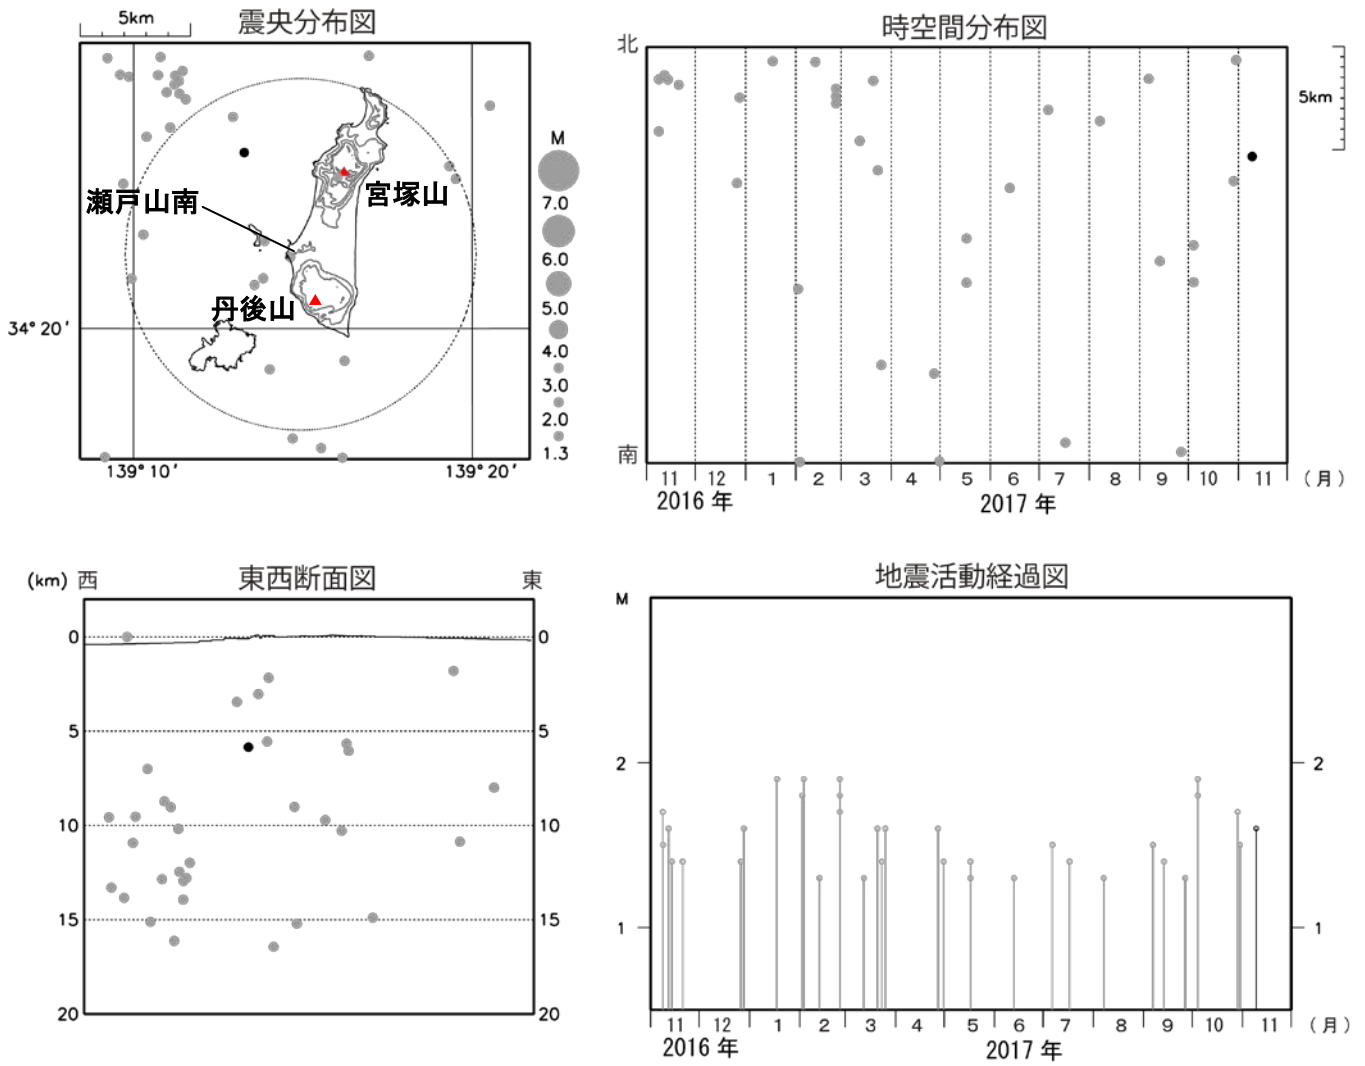 5km
震央分布図
瀬戸山南
宮塚山
丹後山
34° 20′
139° 10′
139° 20′
M
7.0
6.0
5.0
4.0
3.0
2.0
1.3
時空間分布図
北
5km
南
11 12 1 2 3 4 5 6 7 8 9 10 11 (月)
2016 年 2017 年
(km) 西 東西断面図 東
0 0
5 5
10 10
15 15
20 20
地震活動経過図
M
2 2
1 1
11 12 1 2 3 4 5 6 7 8 9 10 11 (月)
2016 年 2017 年